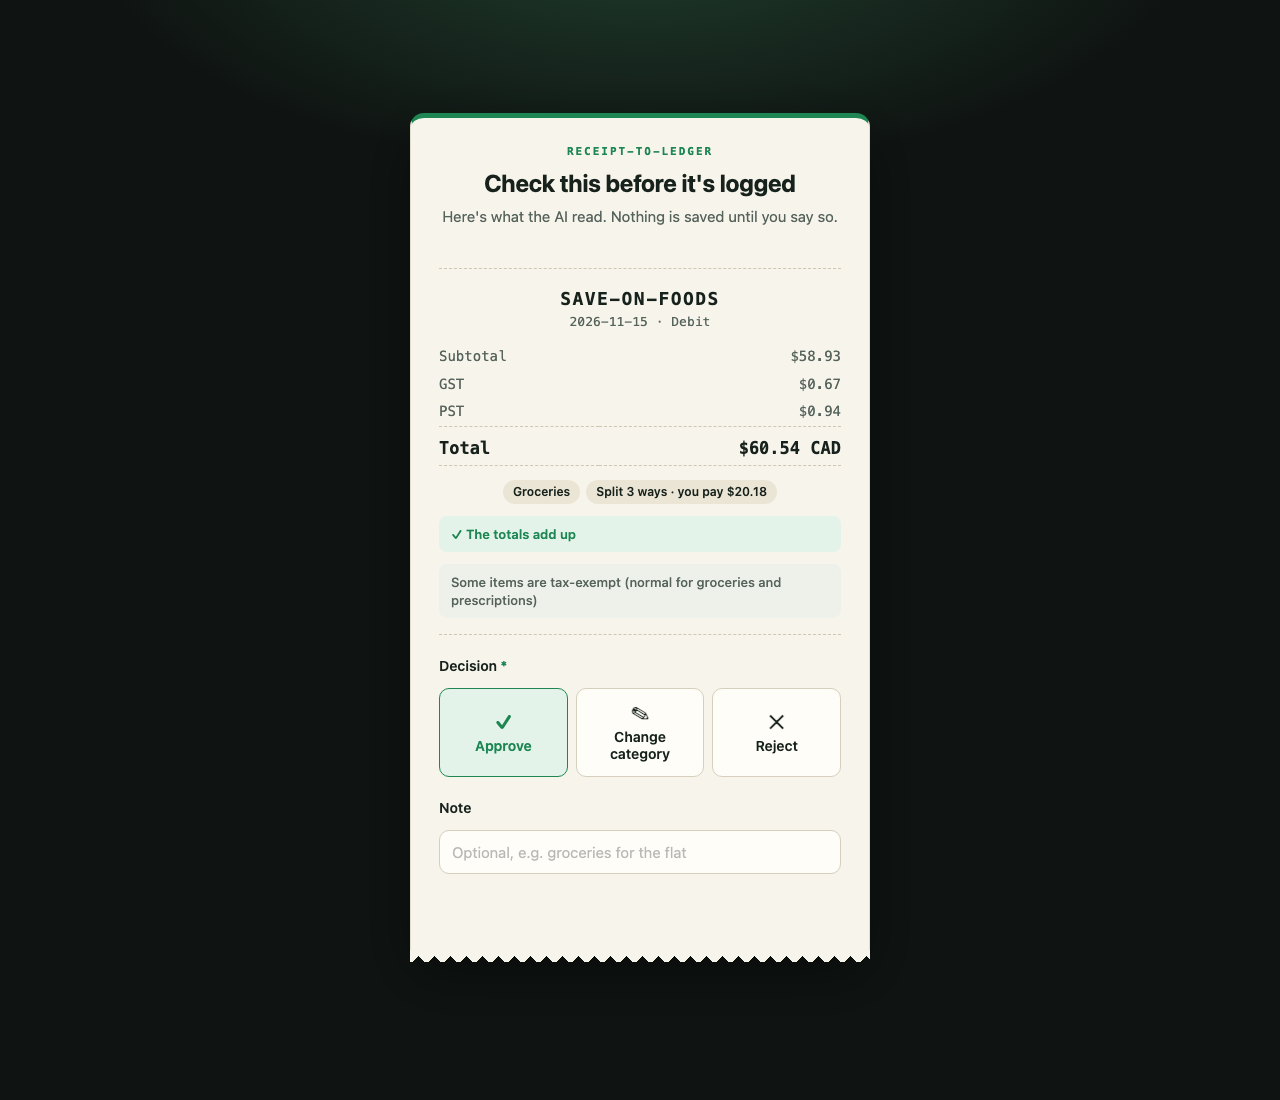 RECEIPT-TO-LEDGER
Check this before it's logged
Here's what the AI read. Nothing is saved until you say so.
SAVE-ON-FOODS
2026-11-15 · Debit
Subtotal $58.93
GST $0.67
PST $0.94
Total $60.54 CAD
Groceries Split 3 ways · you pay $20.18
✓ The totals add up
Some items are tax-exempt (normal for groceries and
prescriptions)
Decision *
Approve
Change
category
Reject
Note
Optional, e.g. groceries for the flat